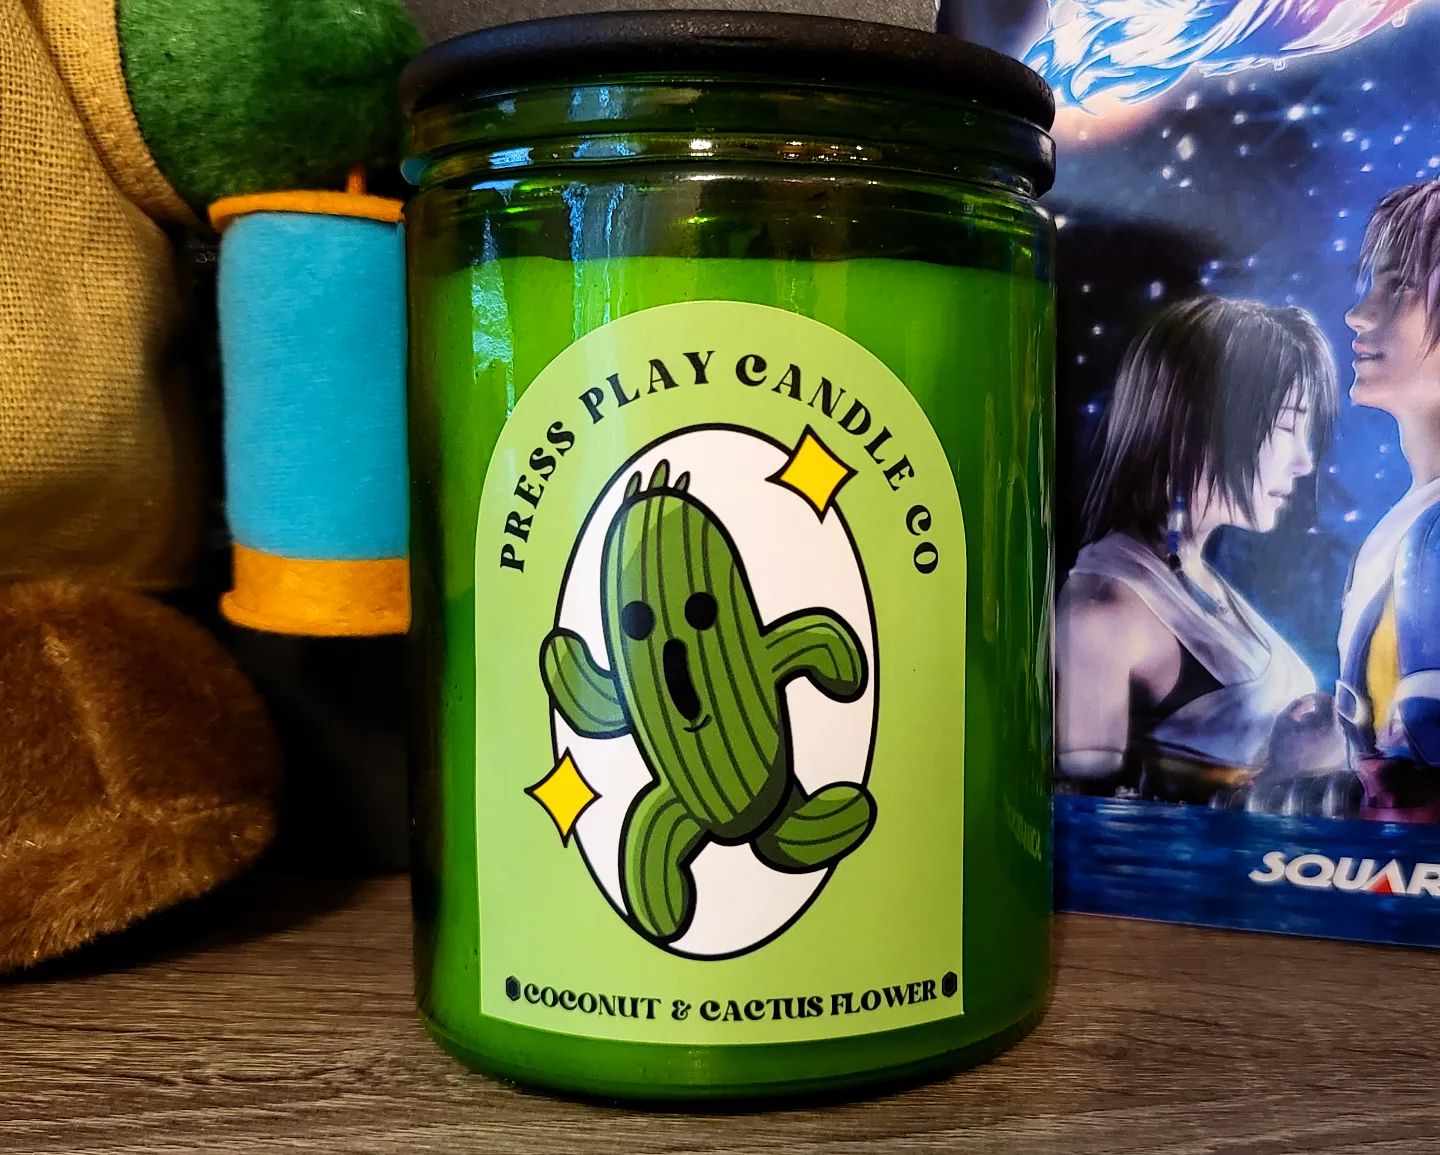 PRESS PLAY CANDLE CO
COCONUT & CACTUS FLOWER
SQUAR